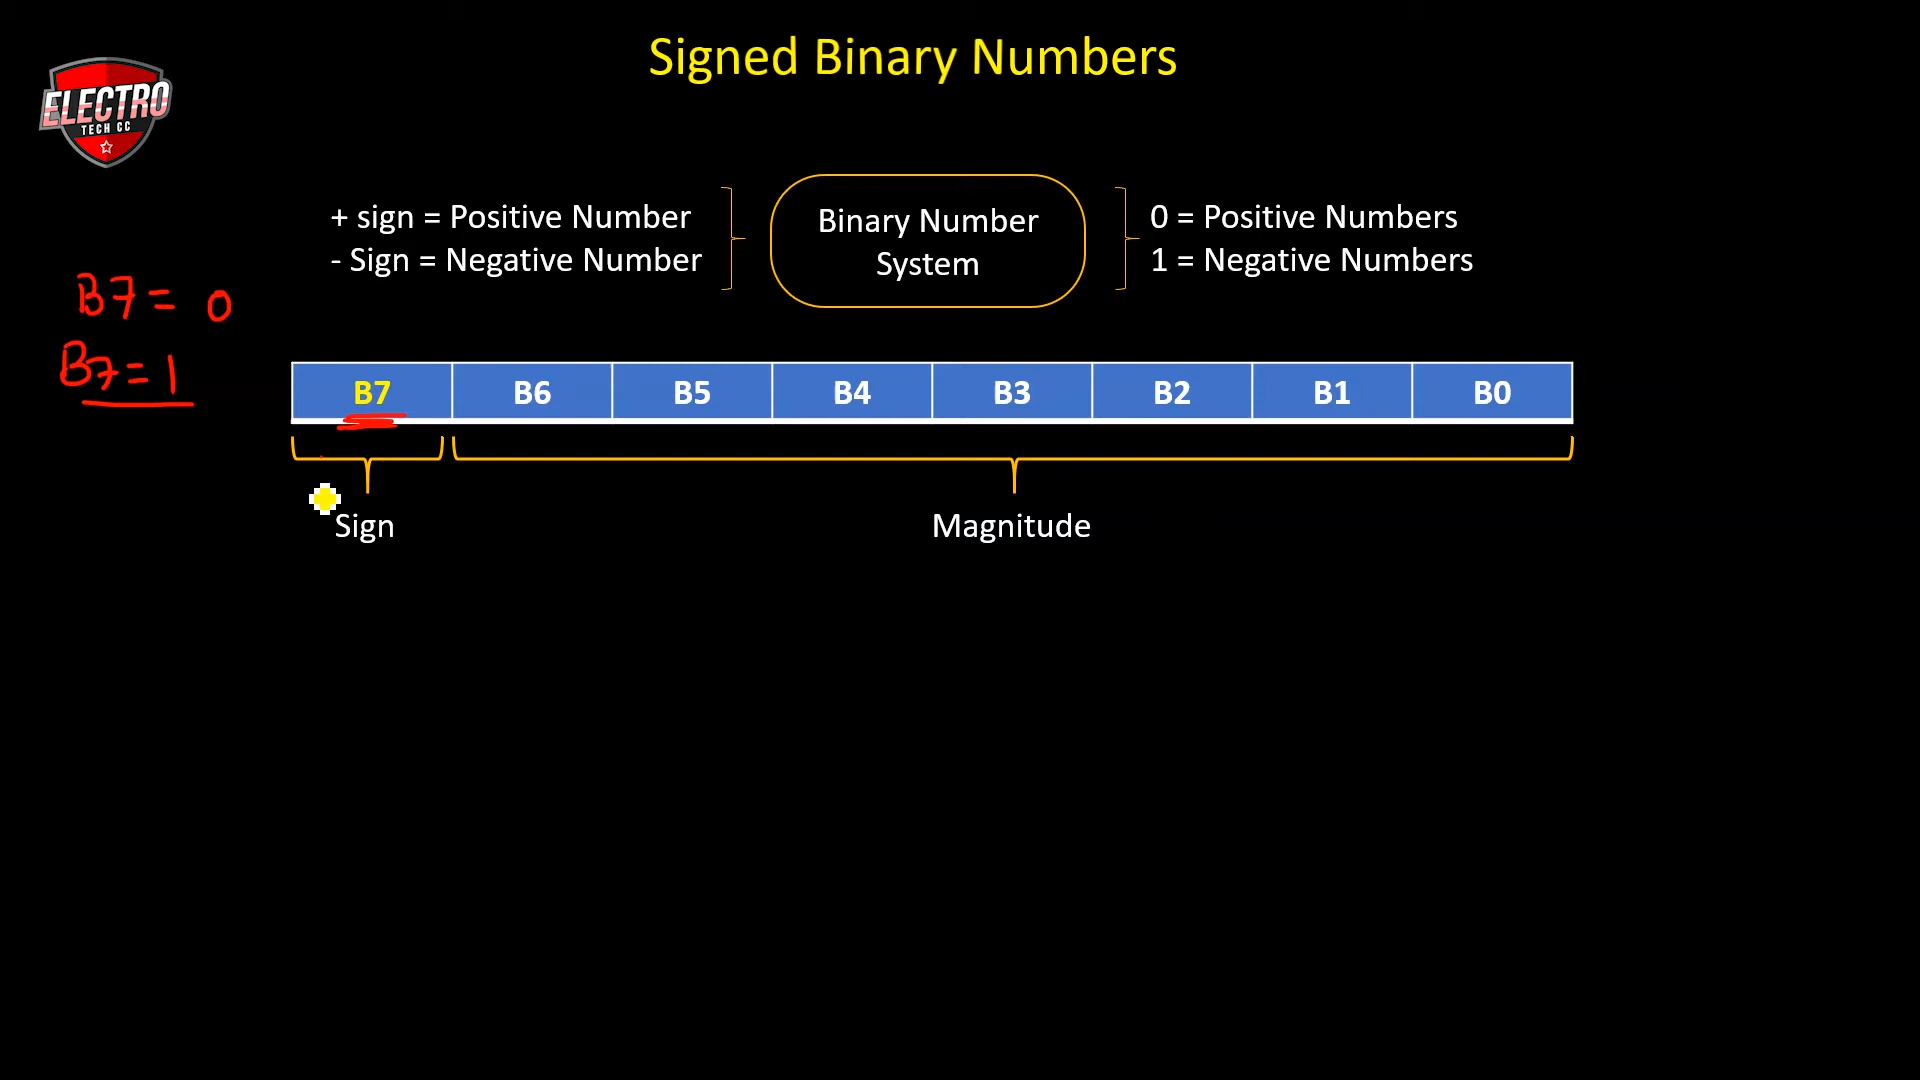 Signed Binary Numbers
ELECTRO
TECH CC
+ sign = Positive Number
- Sign = Negative Number
Binary Number
System
0 = Positive Numbers
1 = Negative Numbers
B7 = 0
B7 = 1
B7 B6 B5 B4 B3 B2 B1 B0
Sign
Magnitude